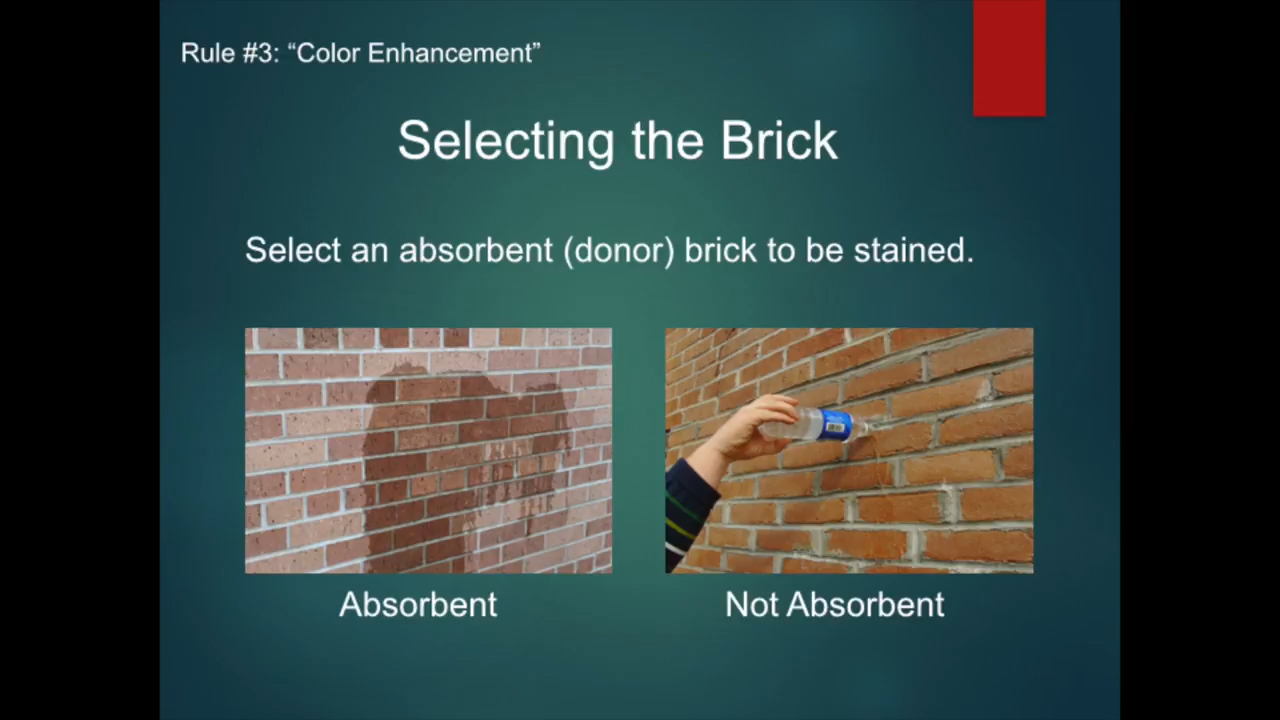 Rule #3: “Color Enhancement”
Selecting the Brick
Select an absorbent (donor) brick to be stained.
Absorbent
Not Absorbent